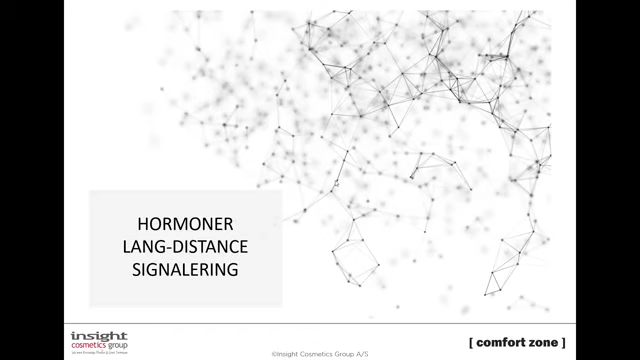 HORMONER
LANG-DISTANCE
SIGNALERING
insight
cosmetics group
[ comfort zone ]
©Insight Cosmetics Group A/S